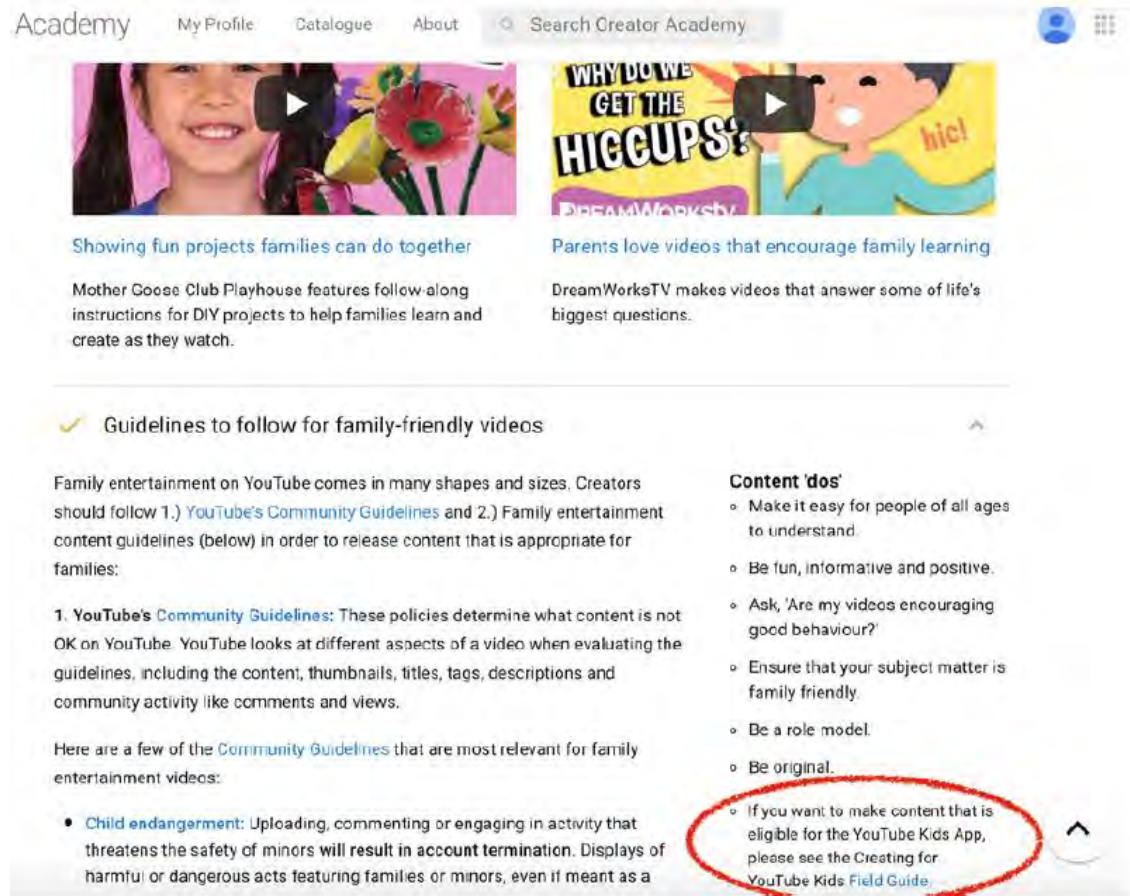 Academy My Profile Catalogue About Search Creator Academy
WHY DO WE
GET THE
HICCUPS?
hic!
DREAMWORKSTV
Showing fun projects families can do together
Mother Goose Club Playhouse features follow-along
instructions for DIY projects to help families learn and
create as they watch.
Parents love videos that encourage family learning
DreamWorksTV makes videos that answer some of life's
biggest questions.
Guidelines to follow for family-friendly videos
Family entertainment on YouTube comes in many shapes and sizes. Creators
should follow 1.) YouTube's Community Guidelines and 2.) Family entertainment
content guidelines (below) in order to release content that is appropriate for
families:
1. YouTube's Community Guidelines: These policies determine what content is not
OK on YouTube. YouTube looks at different aspects of a video when evaluating the
guidelines, including the content, thumbnails, titles, tags, descriptions and
community activity like comments and views.
Here are a few of the Community Guidelines that are most relevant for family
entertainment videos:
• Child endangerment: Uploading, commenting or engaging in activity that
threatens the safety of minors will result in account termination. Displays of
harmful or dangerous acts featuring families or minors, even if meant as a
Content 'dos'
Make it easy for people of all ages
to understand.
Be fun, informative and positive.
Ask, 'Are my videos encouraging
good behaviour?'
Ensure that your subject matter is
family friendly.
Be a role model.
Be original.
If you want to make content that is
eligible for the YouTube Kids App,
please see the Creating for
YouTube Kids Field Guide.